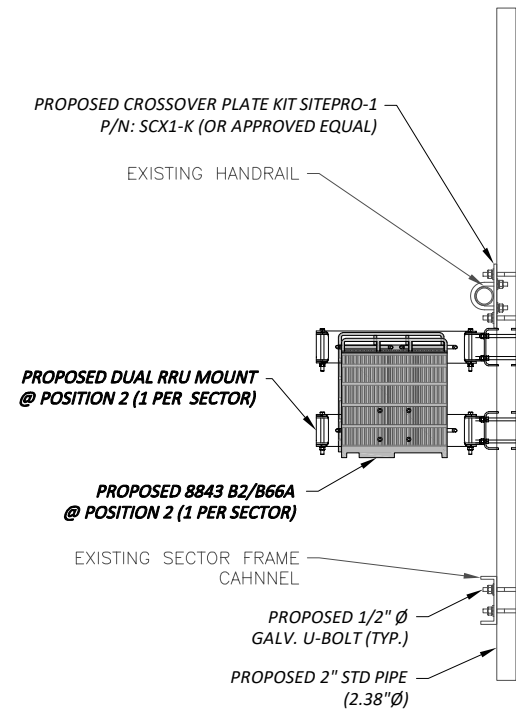 PROPOSED CROSSOVER PLATE KIT SITEPRO-1
P/N: SCX1-K (OR APPROVED EQUAL)
EXISTING HANDRAIL
PROPOSED DUAL RRU MOUNT
@ POSITION 2 (1 PER SECTOR)
PROPOSED 8843 B2/B66A
@ POSITION 2 (1 PER SECTOR)
EXISTING SECTOR FRAME
CAHNNEL
PROPOSED 1/2" Ø
GALV. U-BOLT (TYP.)
PROPOSED 2" STD PIPE
(2.38"Ø)